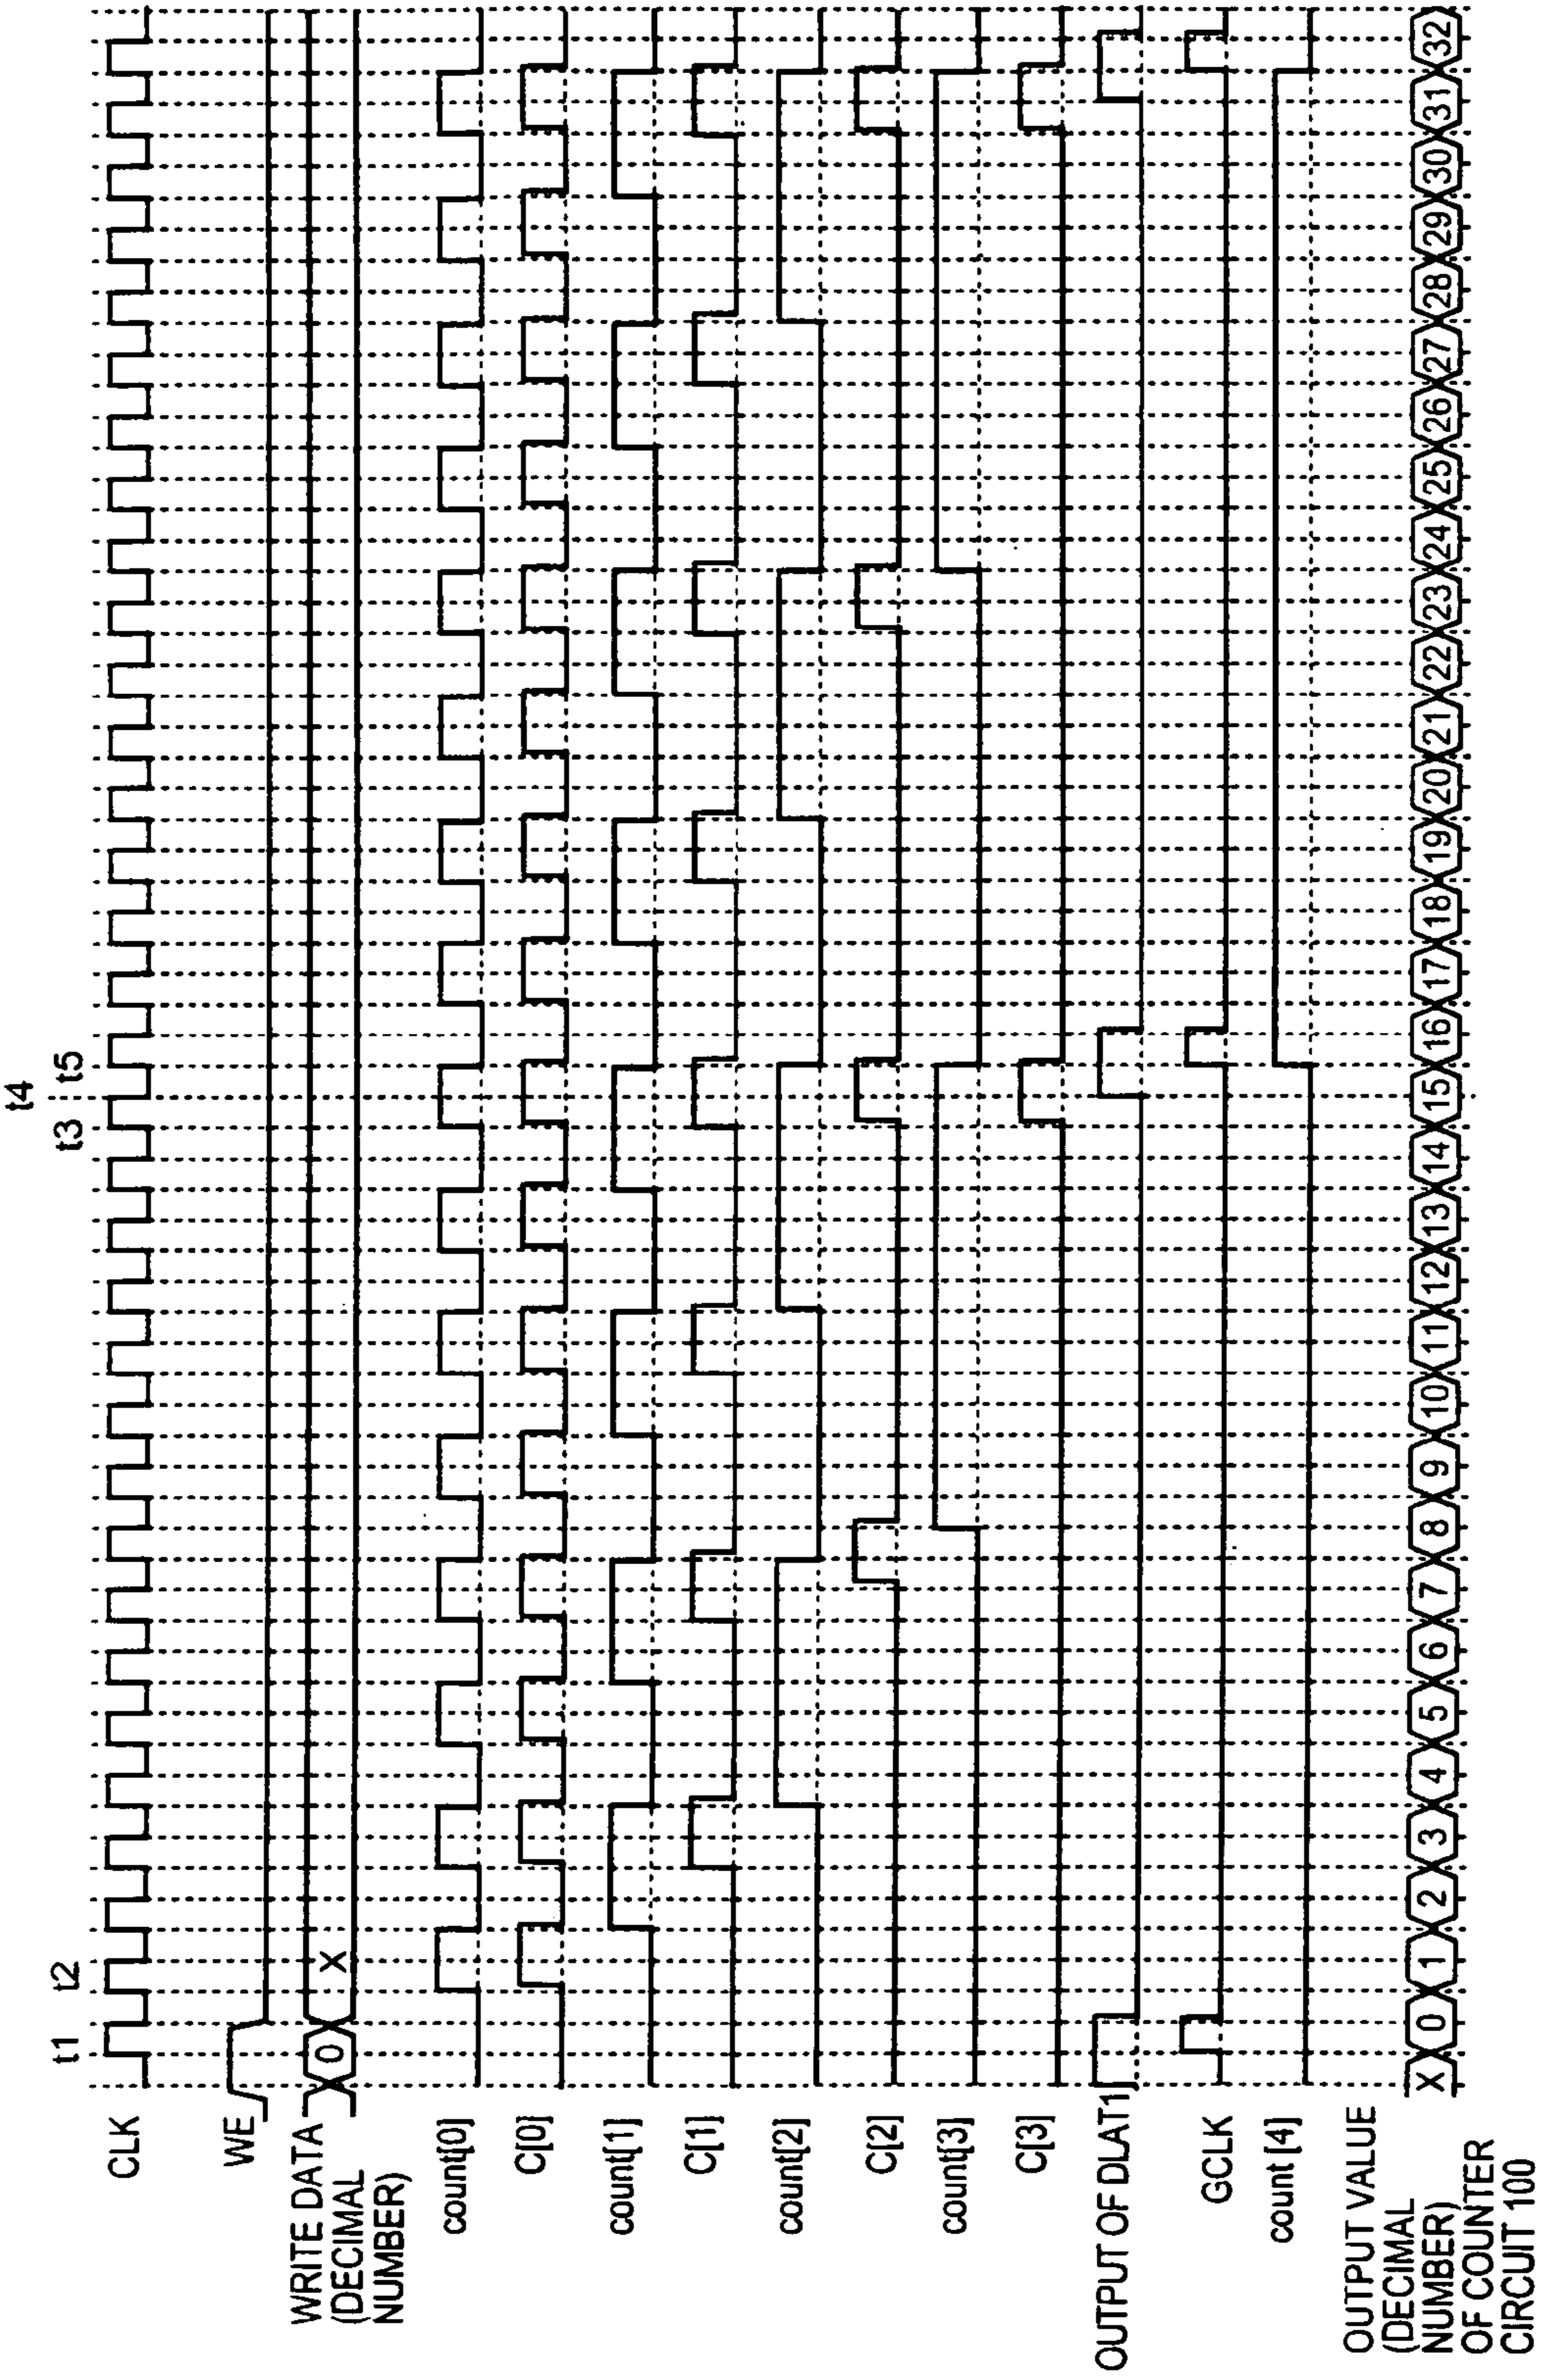 t4
t1 t2 t3 t5
CLK
WE
WRITE DATA
(DECIMAL
NUMBER)
0 X
count[0]
C[0]
count[1]
C[1]
count[2]
C[2]
count[3]
C[3]
OUTPUT OF DLAT1
GCLK
count [4]
OUTPUT VALUE
(DECIMAL
NUMBER)
OF COUNTER
CIRCUIT 100
X 0 1 2 3 4 5 6 7 8 9 10 11 12 13 14 15 16 17 18 19 20 21 22 23 24 25 26 27 28 29 30 31 32